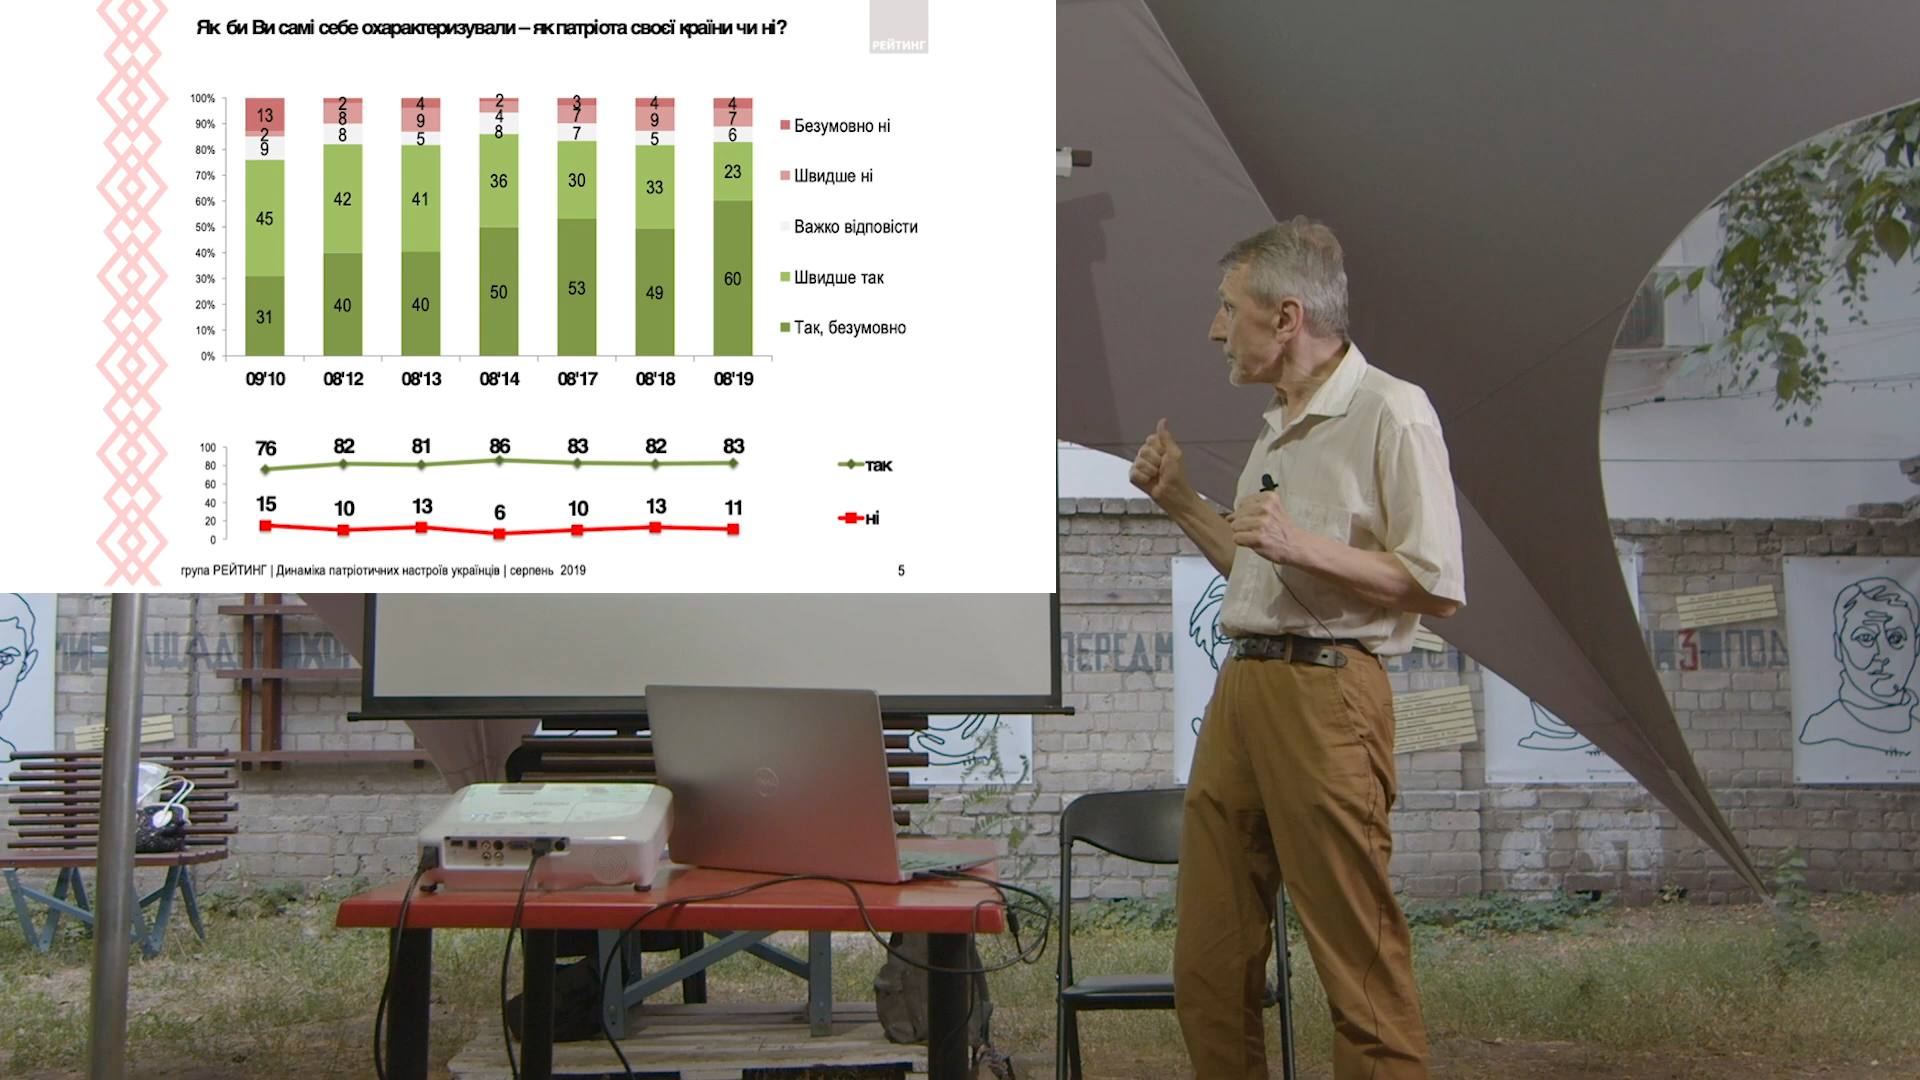 Як би Ви самі себе охарактеризували – як патріота своєї країни чи ні?
РЕЙТИНГ
100%
90%
80%
70%
60%
50%
40%
30%
20%
10%
0%
13 2 4 2 3 4 4
2 8 9 4 7 9 7
9 8 5 8 7 5 6
45 42 41 36 30 33 23
31 40 40 50 53 49 60
09'10 08'12 08'13 08'14 08'17 08'18 08'19
Безумовно ні
Швидше ні
Важко відповісти
Швидше так
Так, безумовно
100
80
60
40
20
0
76 82 81 86 83 82 83
15 10 13 6 10 13 11
так
ні
група РЕЙТИНГ | Динаміка патріотичних настроїв українців | серпень 2019
5
ПЕРЕДМ
З ПОД
DELL